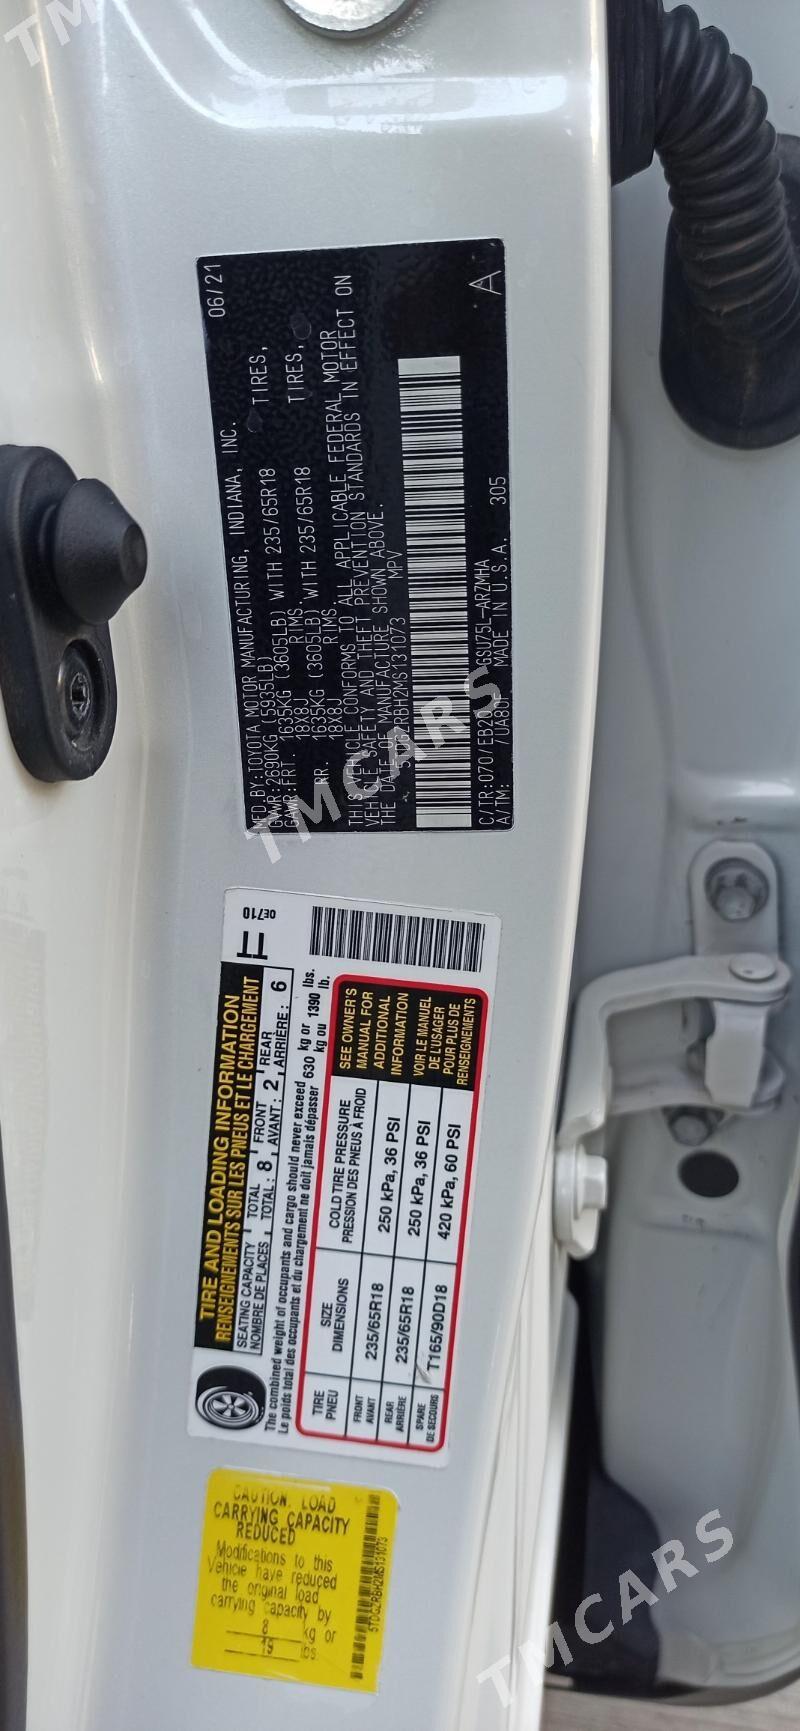 MFD.BY:TOYOTA MOTOR MANUFACTURING, INDIANA, INC. 06/21
GVWR:2690KG (5935LB)
GAWR:FRT. 1635KG (3605LB) WITH 235/65R18 TIRES,
18X8J RIMS.
RR. 1635KG (3605LB) WITH 235/65R18 TIRES,
18X8J RIMS.
THIS VEHICLE CONFORMS TO ALL APPLICABLE FEDERAL MOTOR
VEHICLE SAFETY AND THEFT PREVENTION STANDARDS IN EFFECT ON
THE DATE OF MANUFACTURE SHOWN ABOVE.
5TDGZRBH2MS131073 MPV
C/TR:070/EB20 GSU75L-ARZMHA
A/TM: /UA80F MADE IN U.S.A. 305 A
TIRE AND LOADING INFORMATION
RENSEIGNEMENTS SUR LES PNEUS ET LE CHARGEMENT
0E710
SEATING CAPACITY TOTAL FRONT REAR
NOMBRE DE PLACES TOTAL: 8 AVANT: 2 ARRIÈRE: 6
The combined weight of occupants and cargo should never exceed 630 kg or 1390 lbs.
Le poids total des occupants et du chargement ne doit jamais dépasser kg ou lb.
TIRE SIZE COLD TIRE PRESSURE
PNEU DIMENSIONS PRESSION DES PNEUS À FROID
FRONT AVANT 235/65R18 250 kPa, 36 PSI
REAR ARRIÈRE 235/65R18 250 kPa, 36 PSI
SPARE DE SECOURS T165/90D18 420 kPa, 60 PSI
SEE OWNER'S
MANUAL FOR
ADDITIONAL
INFORMATION
VOIR LE MANUEL
DE L'USAGER
POUR PLUS DE
RENSEIGNEMENTS
CAUTION: LOAD
CARRYING CAPACITY
REDUCED
Modifications to this
Vehicle have reduced
the original load
carrying capacity by
8 kg or
19 lbs.
5TDGZRBH2MS131073
TMCARS
TMCARS